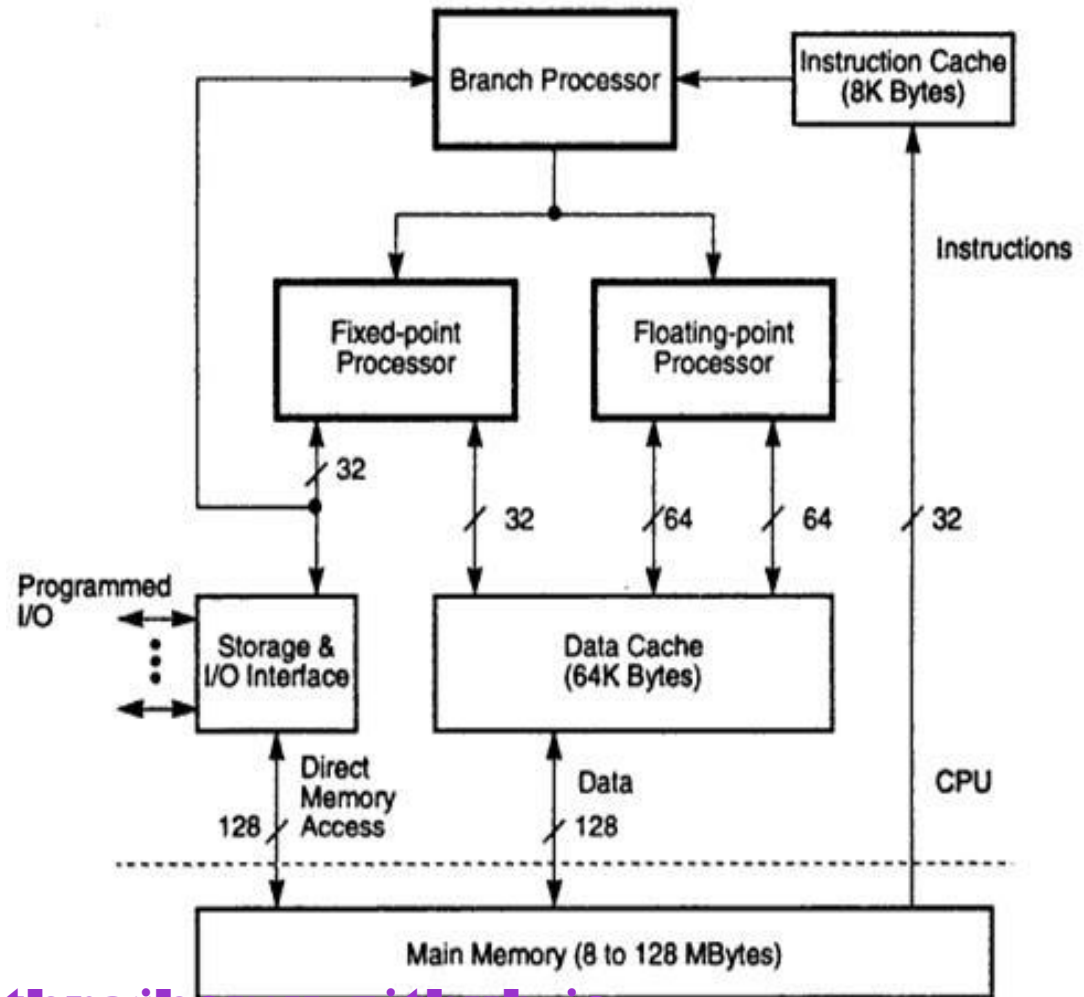 Branch Processor
Instruction Cache
(8K Bytes)
Instructions
Fixed-point
Processor
Floating-point
Processor
32
32
64
64
32
Programmed
I/O
Storage &
I/O Interface
Data Cache
(64K Bytes)
Direct
Memory
Access
128
Data
128
CPU
Main Memory (8 to 128 MBytes)